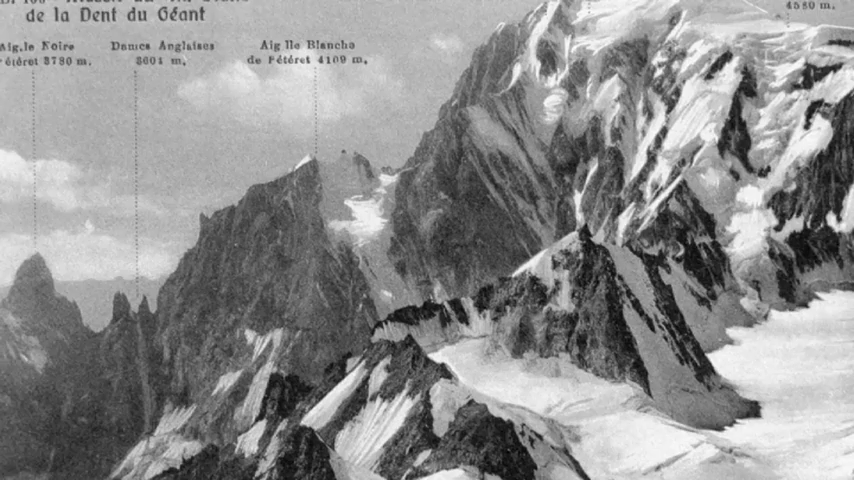 de la Dent du Géant
4580 m.
Aig.le Noire
Dames Anglaises
Aig lle Blanche
Pétéret 3780 m.
3604 m.
de Pétéret 4109 m.